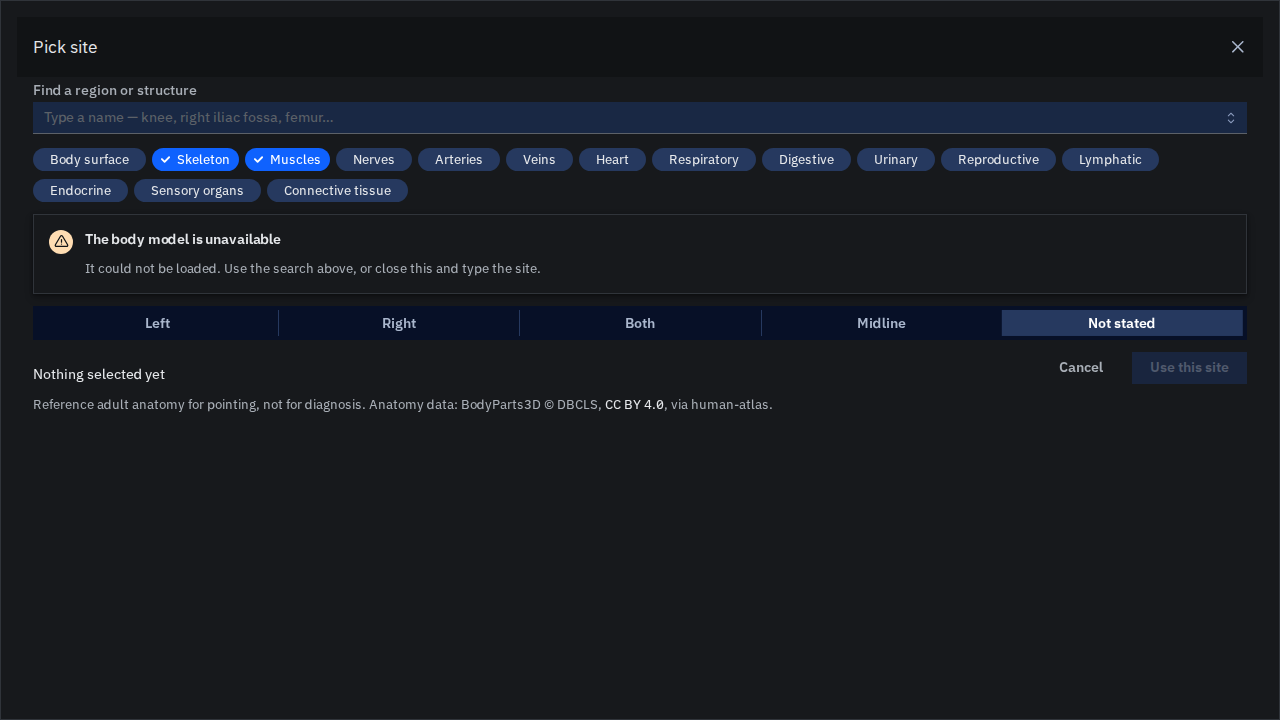 Pick site
Find a region or structure
Type a name — knee, right iliac fossa, femur...
Body surface Skeleton Muscles Nerves Arteries Veins Heart Respiratory Digestive Urinary Reproductive Lymphatic
Endocrine Sensory organs Connective tissue
The body model is unavailable
It could not be loaded. Use the search above, or close this and type the site.
Left Right Both Midline Not stated
Nothing selected yet
Cancel Use this site
Reference adult anatomy for pointing, not for diagnosis. Anatomy data: BodyParts3D © DBCLS, CC BY 4.0, via human-atlas.